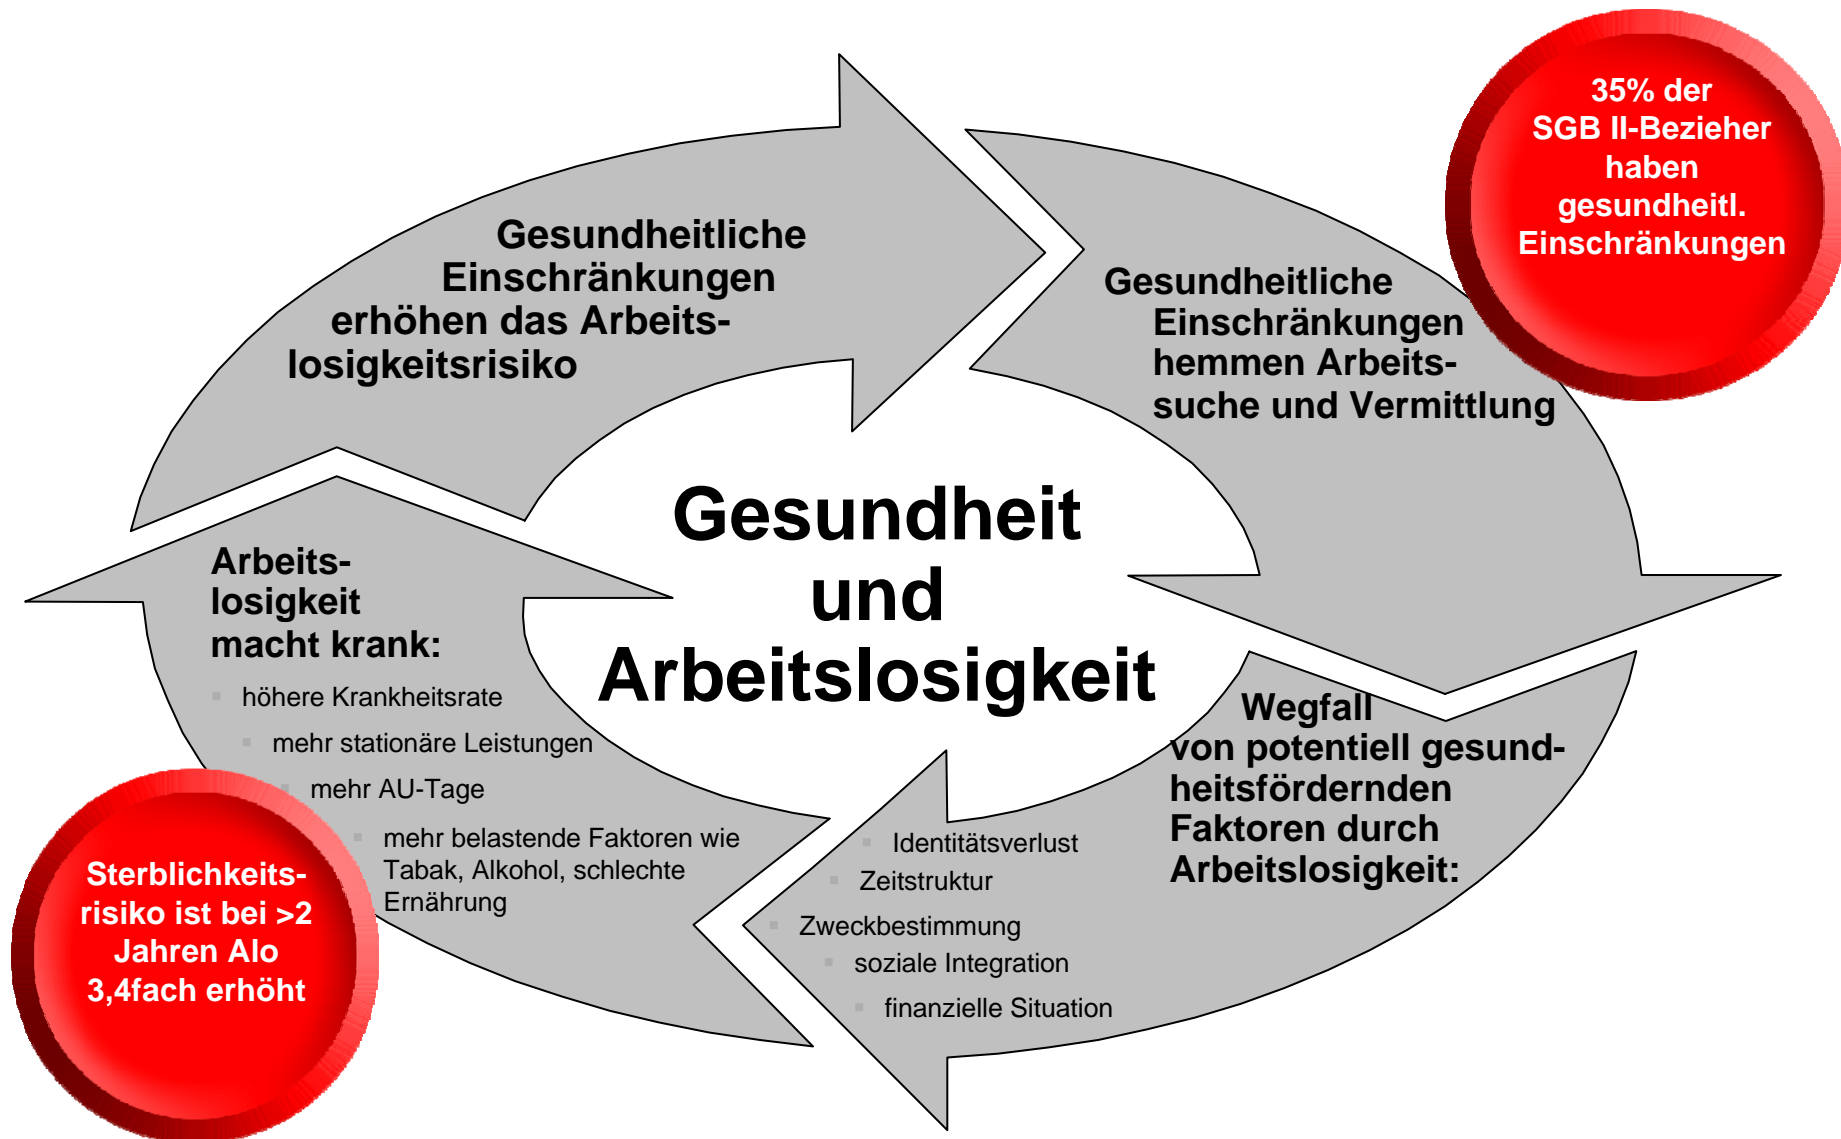 35% der
SGB II-Bezieher
haben
gesundheitl.
Einschränkungen
Gesundheitliche
Einschränkungen
erhöhen das Arbeits-
losigkeitsrisiko
Gesundheitliche
Einschränkungen
hemmen Arbeits-
suche und Vermittlung
Gesundheit
und
Arbeitslosigkeit
Wegfall
von potentiell gesund-
heitsfördernden
Faktoren durch
Arbeitslosigkeit:
Identitätsverlust
Zeitstruktur
Zweckbestimmung
soziale Integration
finanzielle Situation
Arbeits-
losigkeit
macht krank:
höhere Krankheitsrate
mehr stationäre Leistungen
mehr AU-Tage
mehr belastende Faktoren wie
Tabak, Alkohol, schlechte
Ernährung
Sterblichkeits-
risiko ist bei >2
Jahren Alo
3,4fach erhöht